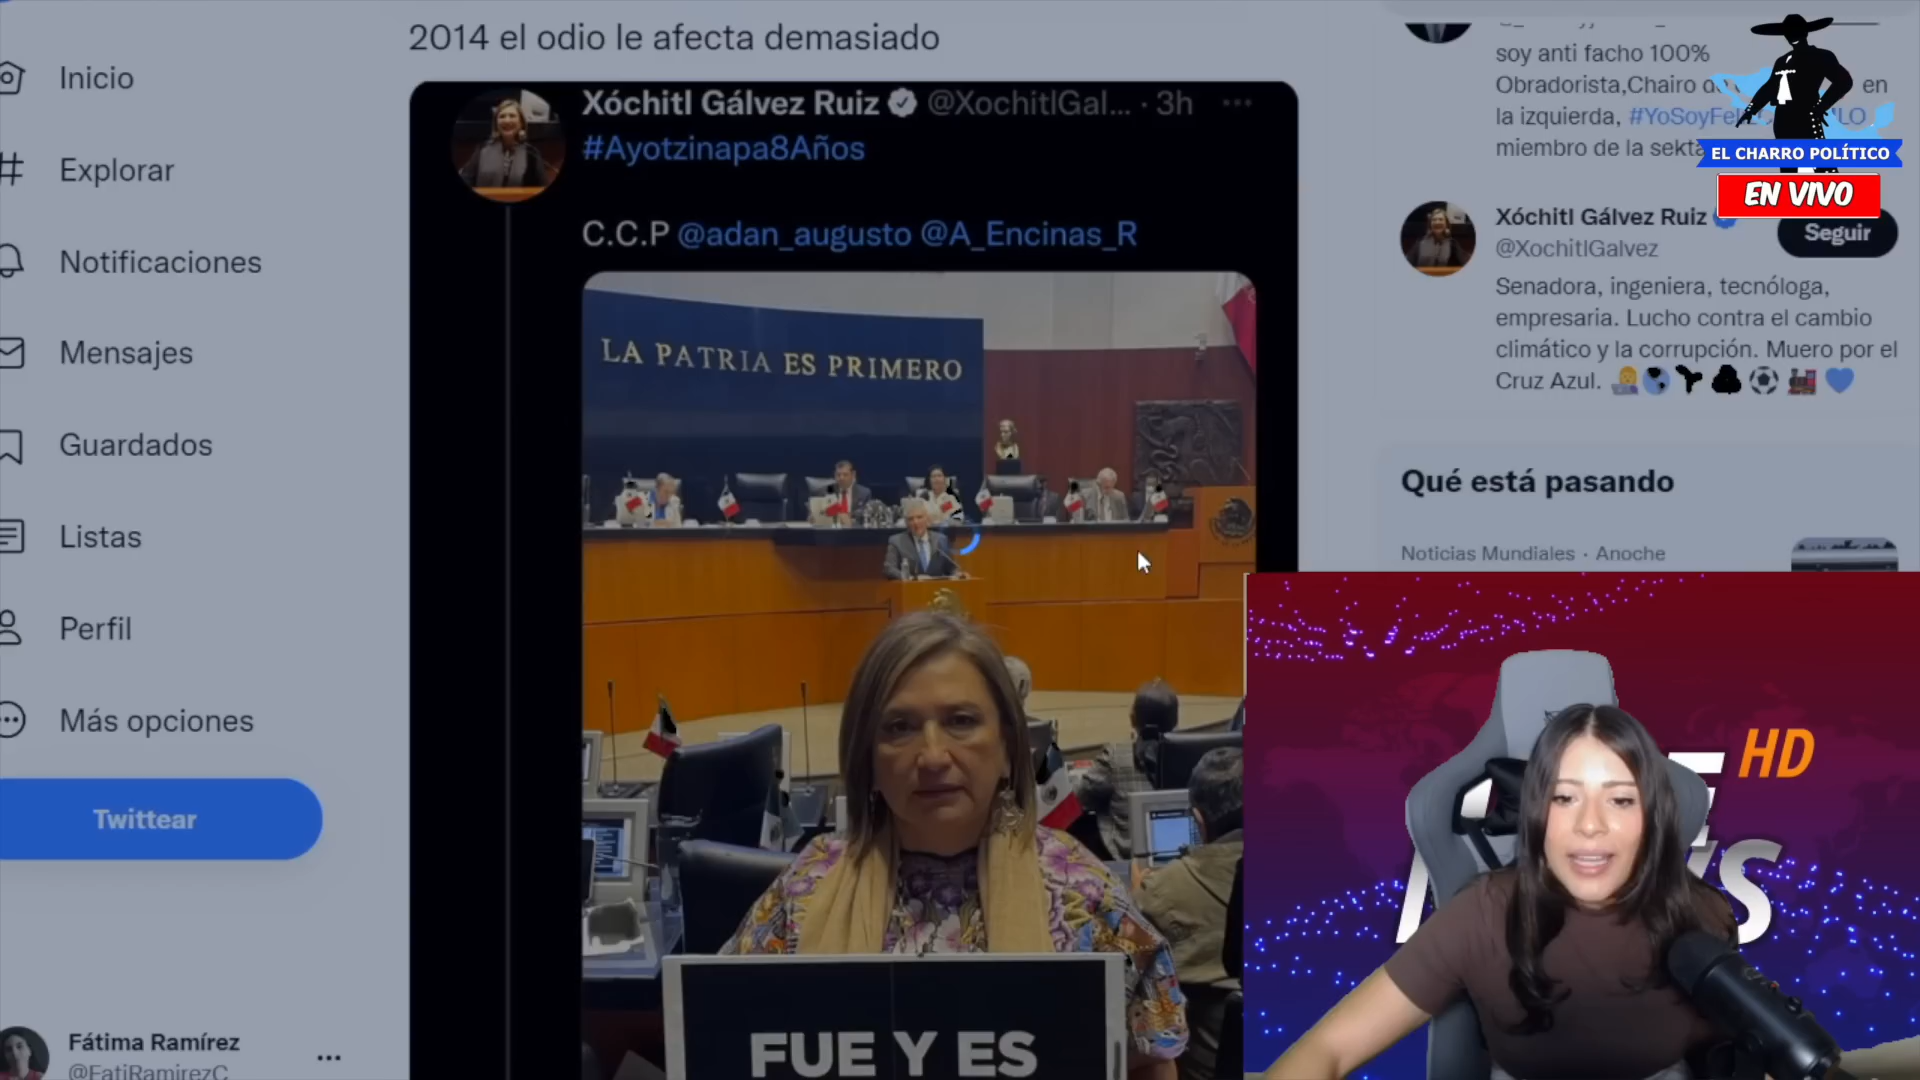 2014 el odio le afecta demasiado
Inicio
Explorar
Notificaciones
Mensajes
Guardados
Listas
Perfil
Más opciones
Twittear
Fátima Ramírez
@FatiRamirezC
Xóchitl Gálvez Ruiz @XochitlGal... · 3h
#Ayotzinapa8Años
C.C.P @adan_augusto @A_Encinas_R
LA PATRIA ES PRIMERO
FUE Y ES
soy anti facho 100%
Obradorista,Chairo en
la izquierda,
miembro de la
EL CHARRO POLÍTICO
EN VIVO
Xóchitl Gálvez Ruiz
@XochitlGalvez
Seguir
Senadora, ingeniera, tecnóloga,
empresaria. Lucho contra el cambio
climático y la corrupción. Muero por el
Cruz Azul.
Qué está pasando
Noticias Mundiales · Anoche
HD